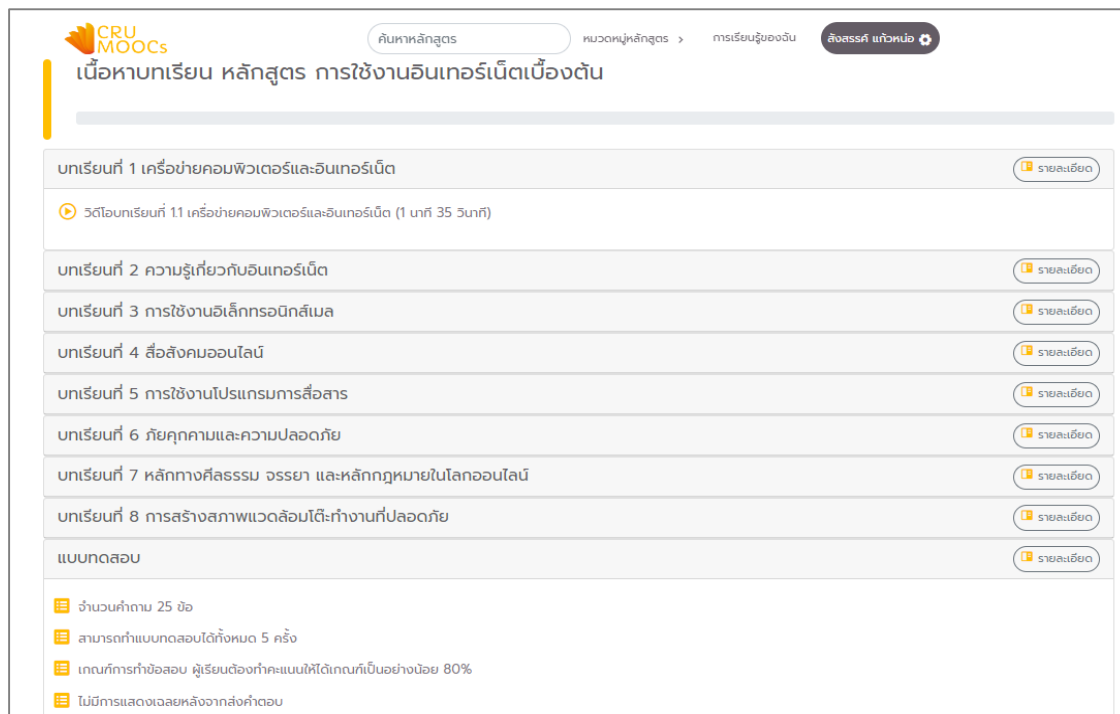 CRU
MOOCs
ค้นหาหลักสูตร
หมวดหมู่หลักสูตร >
การเรียนรู้ของฉัน
สังสรรค์ แก้วหน่อ
เนื้อหาบทเรียน หลักสูตร การใช้งานอินเทอร์เน็ตเบื้องต้น
บทเรียนที่ 1 เครื่อข่ายคอมพิวเตอร์และอินเทอร์เน็ต
รายละเอียด
วิดีโอบทเรียนที่ 1.1 เครื่อข่ายคอมพิวเตอร์และอินเทอร์เน็ต (1 นาที 35 วินาที)
บทเรียนที่ 2 ความรู้เกี่ยวกับอินเทอร์เน็ต
รายละเอียด
บทเรียนที่ 3 การใช้งานอิเล็กทรอนิกส์เมล
รายละเอียด
บทเรียนที่ 4 สื่อสังคมออนไลน์
รายละเอียด
บทเรียนที่ 5 การใช้งานโปรแกรมการสื่อสาร
รายละเอียด
บทเรียนที่ 6 ภัยคุกคามและความปลอดภัย
รายละเอียด
บทเรียนที่ 7 หลักทางศีลธรรม จรรยา และหลักกฎหมายในโลกออนไลน์
รายละเอียด
บทเรียนที่ 8 การสร้างสภาพแวดล้อมโต๊ะทำงานที่ปลอดภัย
รายละเอียด
แบบทดสอบ
รายละเอียด
จำนวนคำถาม 25 ข้อ
สามารถทำแบบทดสอบได้ทั้งหมด 5 ครั้ง
เกณฑ์การทำข้อสอบ ผู้เรียนต้องทำคะแนนให้ได้เกณฑ์เป็นอย่างน้อย 80%
ไม่มีการแสดงเฉลยหลังจากส่งคำตอบ